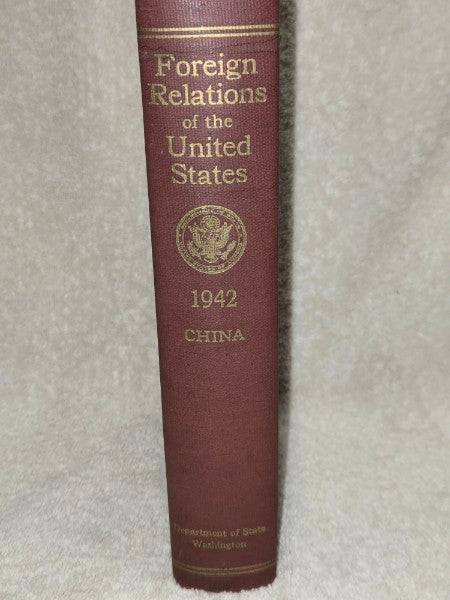 Foreign
Relations
of the
United
States
1942
CHINA
Department of State
Washington